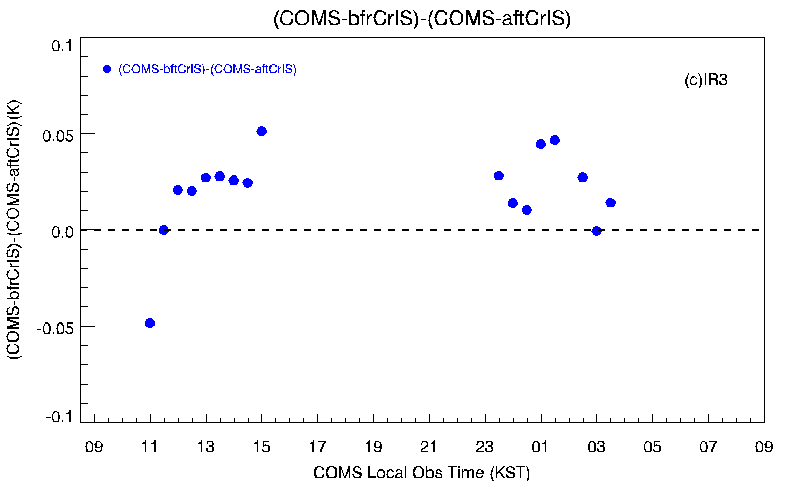 (COMS-bfrCrIS)-(COMS-aftCrIS)
0.1
(COMS-bftCrIS)-(COMS-aftCrIS)
(c)IR3
0.05
0.0
-0.05
-0.1
(COMS-bfrCrIS)-(COMS-aftCrIS)(K)
09 11 13 15 17 19 21 23 01 03 05 07 09
COMS Local Obs Time (KST)